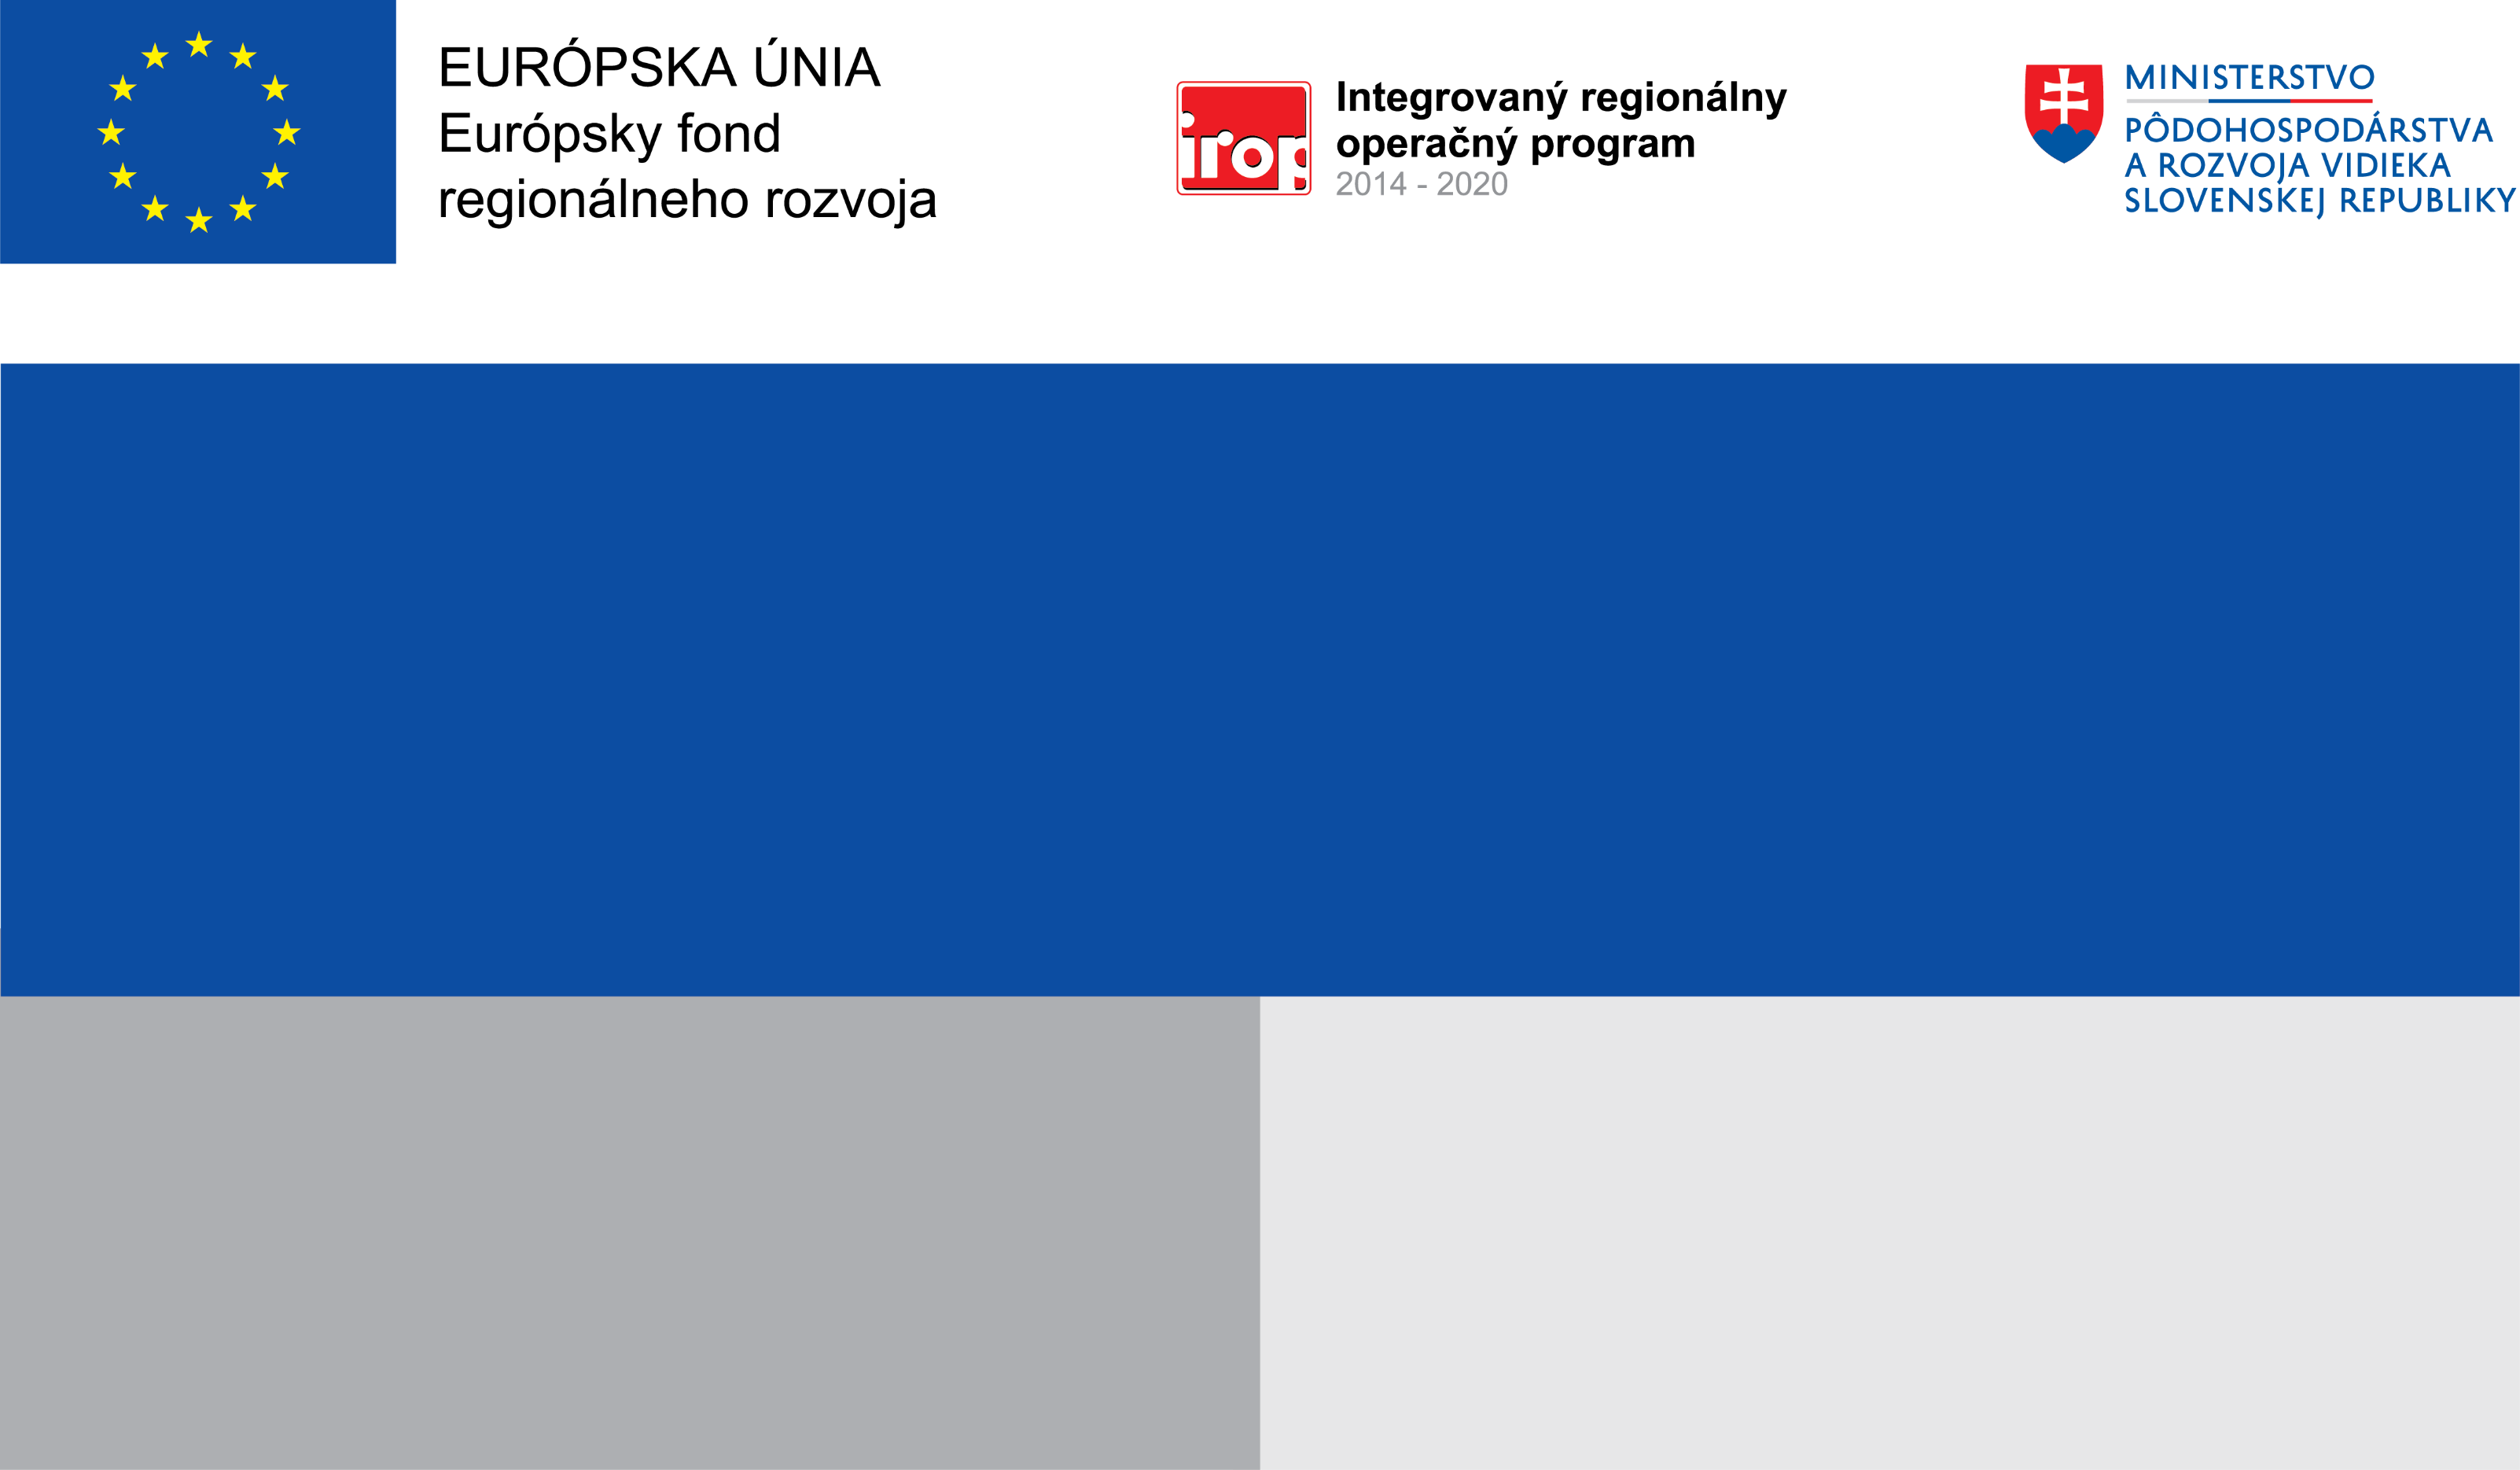 EURÓPSKA ÚNIA
Európsky fond
regionálneho rozvoja
irop
Integrovaný regionálny
operačný program
2014 - 2020
MINISTERSTVO
PÔDOHOSPODÁRSTVA
A ROZVOJA VIDIEKA
SLOVENSKEJ REPUBLIKY